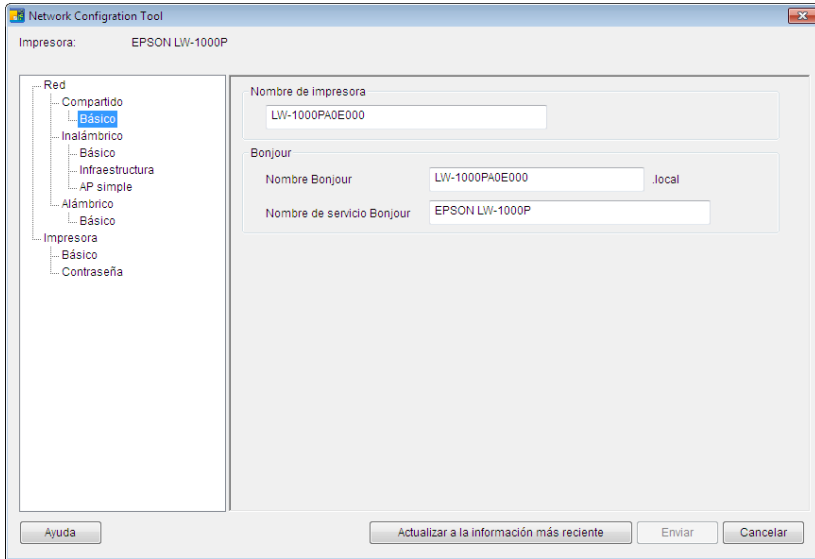 Network Configration Tool
Impresora: EPSON LW-1000P
Red
Compartido
Básico
Inalámbrico
Básico
Infraestructura
AP simple
Alámbrico
Básico
Impresora
Básico
Contraseña
Nombre de impresora
LW-1000PA0E000
Bonjour
Nombre Bonjour LW-1000PA0E000 .local
Nombre de servicio Bonjour EPSON LW-1000P
Ayuda Actualizar a la información más reciente Enviar Cancelar